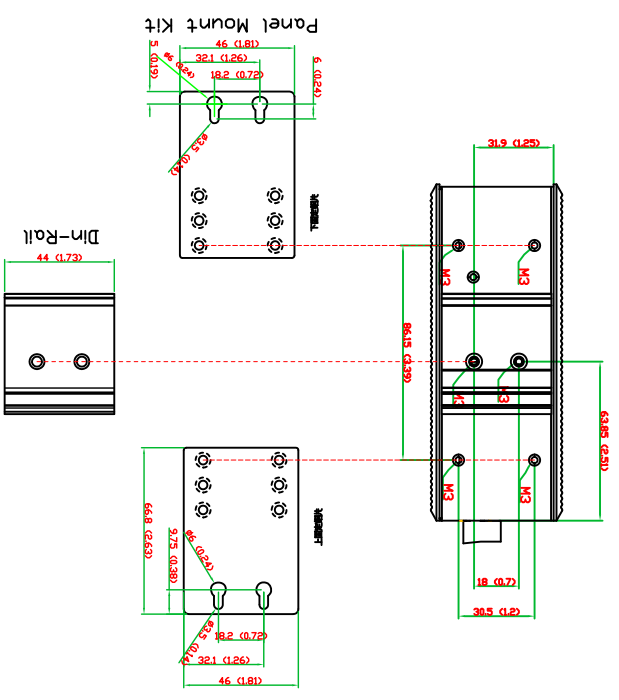 Panel Mount Kit
46 (1.81)
32.1 (1.26)
18.2 (0.72)
5 (0.19)
ø6 (0.24)
6 (0.24)
ø3.5 (0.14)
31.9 (1.25)
Din-Rail
44 (1.73)
M3
M3
86.15 (3.39)
M3
M3
63.85 (2.51)
M3
M3
66.8 (2.63)
9.75 (0.38)
ø6 (0.24)
ø3.5 (0.14)
18.2 (0.72)
32.1 (1.26)
46 (1.81)
18 (0.7)
30.5 (1.2)